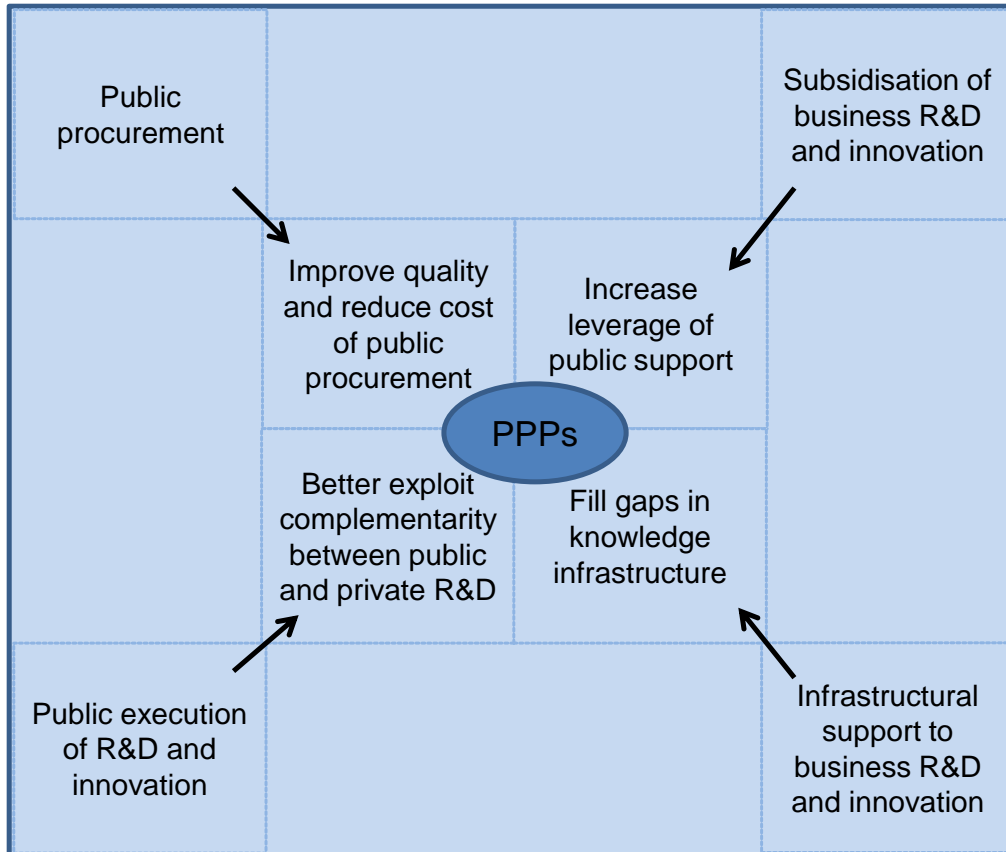 Public
procurement
Subsidisation of
business R&D
and innovation
Improve quality
and reduce cost
of public
procurement
Increase
leverage of
public support
PPPs
Better exploit
complementarity
between public
and private R&D
Fill gaps in
knowledge
infrastructure
Public execution
of R&D and
innovation
Infrastructural
support to
business R&D
and innovation